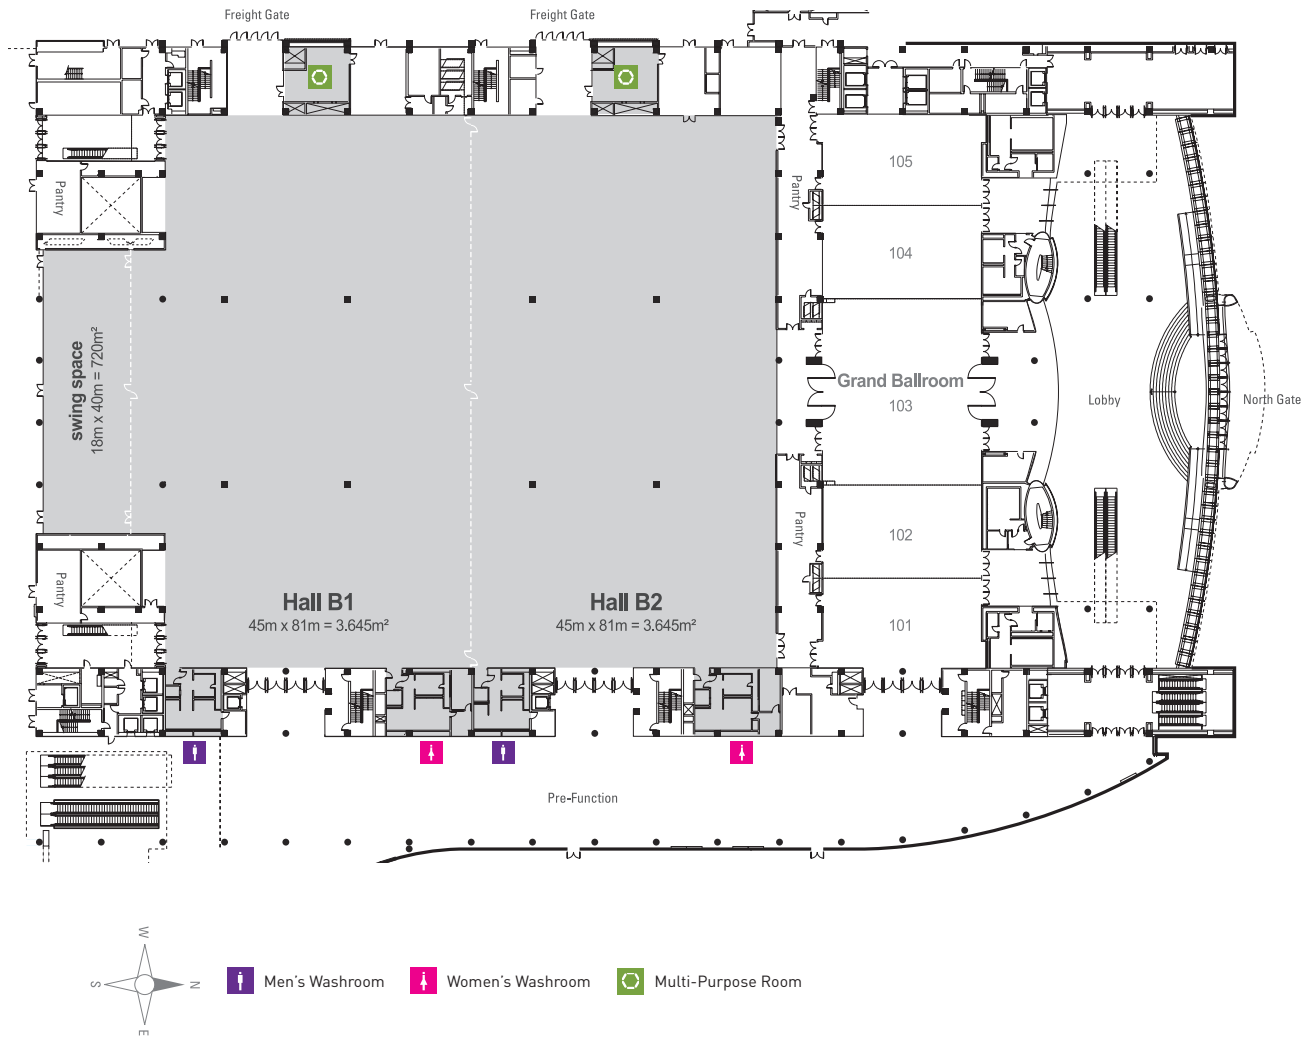 Freight Gate
Freight Gate
Pantry
Pantry
105
104
swing space
18m x 40m = 720m²
Grand Ballroom
103
Lobby
North Gate
Pantry
102
Pantry
Hall B1
45m x 81m = 3.645m²
Hall B2
45m x 81m = 3.645m²
101
Pre-Function
W
S
N
E
Men's Washroom
Women's Washroom
Multi-Purpose Room